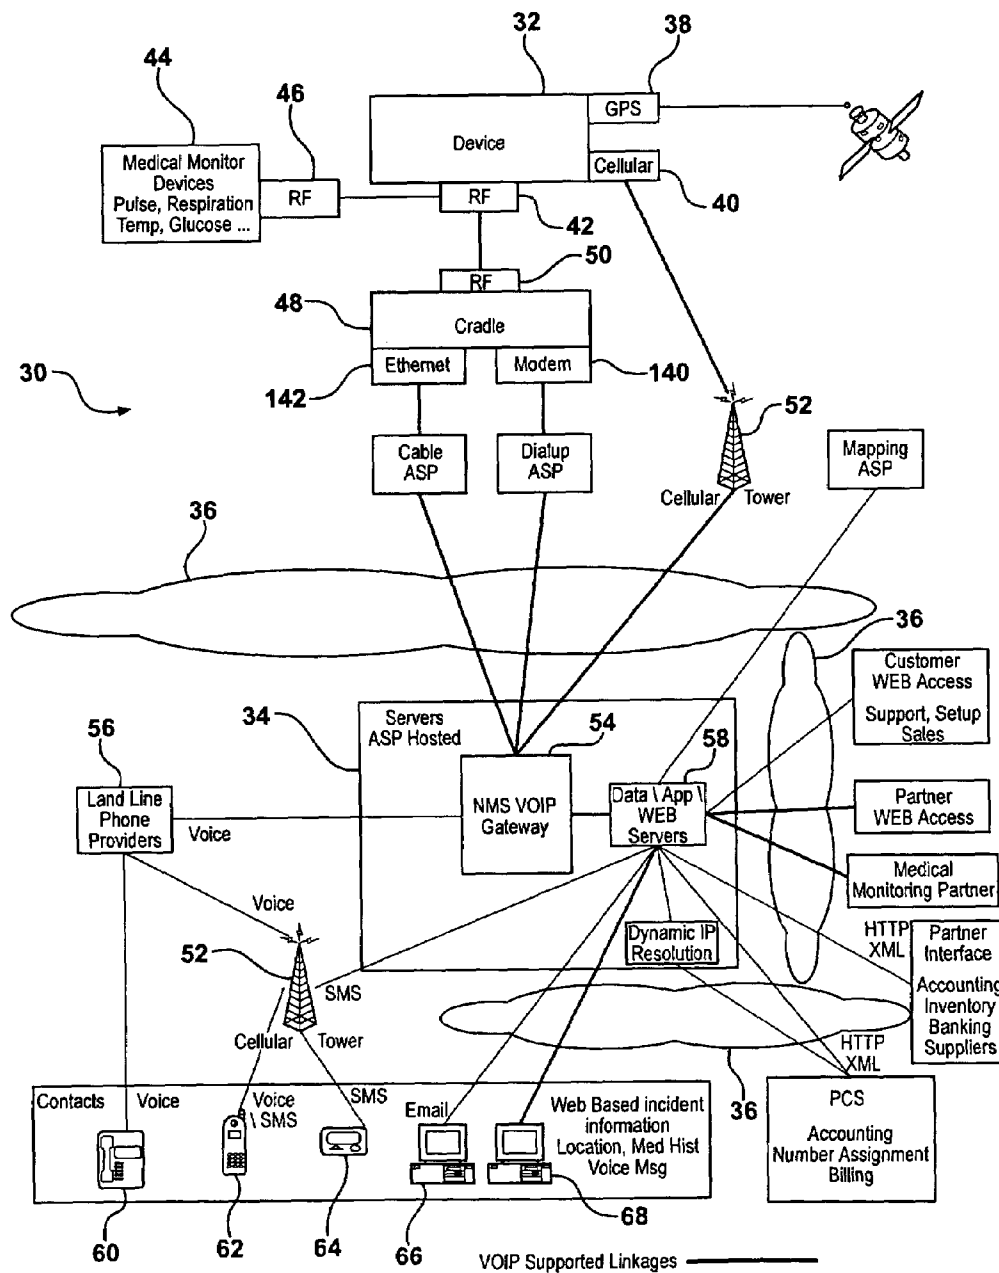 32
38
44
46
GPS
Device
Medical Monitor
Devices
Pulse, Respiration
Temp, Glucose ...
RF
Cellular
RF
40
42
50
RF
48
Cradle
30
Ethernet
Modem
142
140
52
Cable
ASP
Dialup
ASP
Mapping
ASP
Cellular Tower
36
36
Customer
WEB Access
Support, Setup
Sales
34
Servers
ASP Hosted
54
58
56
Land Line
Phone
Providers
Voice
NMS VOIP
Gateway
Data \ App \
WEB
Servers
Partner
WEB Access
Medical
Monitoring Partner
Voice
Dynamic IP
Resolution
HTTP
XML
Partner
Interface
Accounting
Inventory
Banking
Suppliers
52
SMS
Cellular Tower
HTTP
XML
36
Contacts
Voice
Voice
\ SMS
SMS
Email
Web Based incident
information
Location, Med Hist
Voice Msg
PCS
Accounting
Number Assignment
Billing
60
62
64
66
68
VOIP Supported Linkages